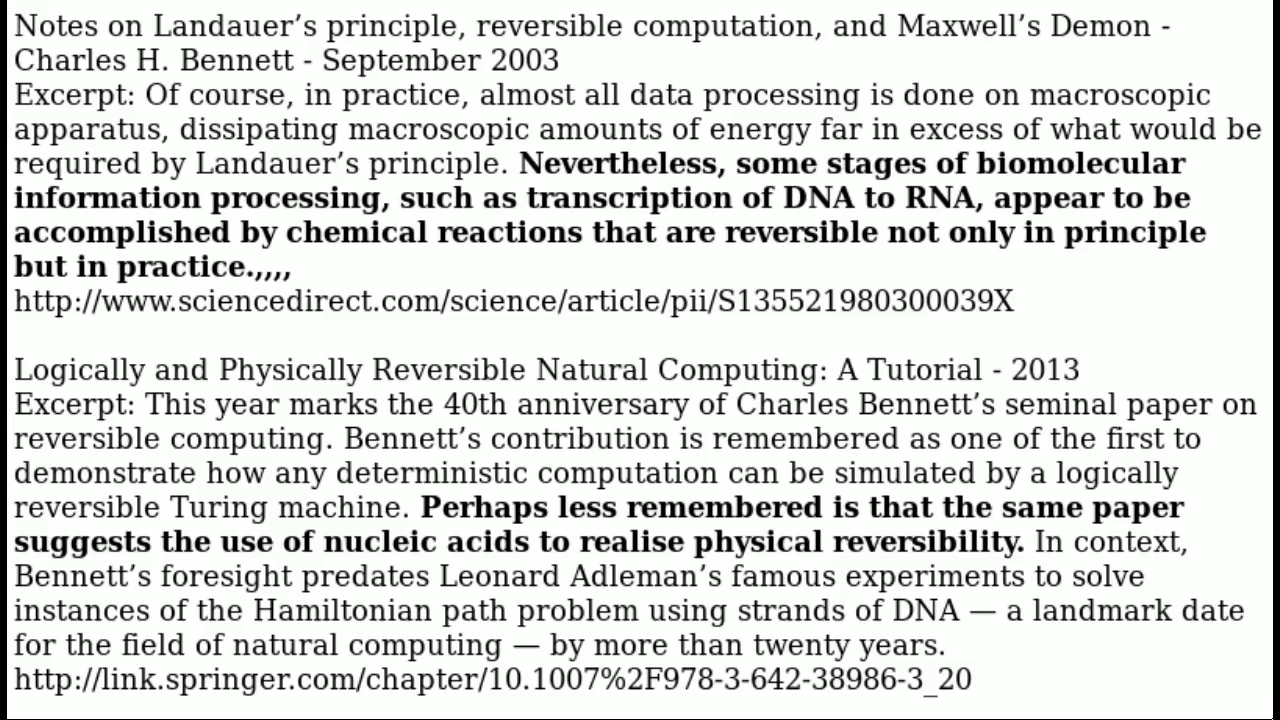 Notes on Landauer’s principle, reversible computation, and Maxwell’s Demon -
Charles H. Bennett - September 2003
Excerpt: Of course, in practice, almost all data processing is done on macroscopic
apparatus, dissipating macroscopic amounts of energy far in excess of what would be
required by Landauer’s principle. Nevertheless, some stages of biomolecular
information processing, such as transcription of DNA to RNA, appear to be
accomplished by chemical reactions that are reversible not only in principle
but in practice.,,,,
http://www.sciencedirect.com/science/article/pii/S135521980300039X
Logically and Physically Reversible Natural Computing: A Tutorial - 2013
Excerpt: This year marks the 40th anniversary of Charles Bennett’s seminal paper on
reversible computing. Bennett’s contribution is remembered as one of the first to
demonstrate how any deterministic computation can be simulated by a logically
reversible Turing machine. Perhaps less remembered is that the same paper
suggests the use of nucleic acids to realise physical reversibility. In context,
Bennett’s foresight predates Leonard Adleman’s famous experiments to solve
instances of the Hamiltonian path problem using strands of DNA — a landmark date
for the field of natural computing — by more than twenty years.
http://link.springer.com/chapter/10.1007%2F978-3-642-38986-3_20